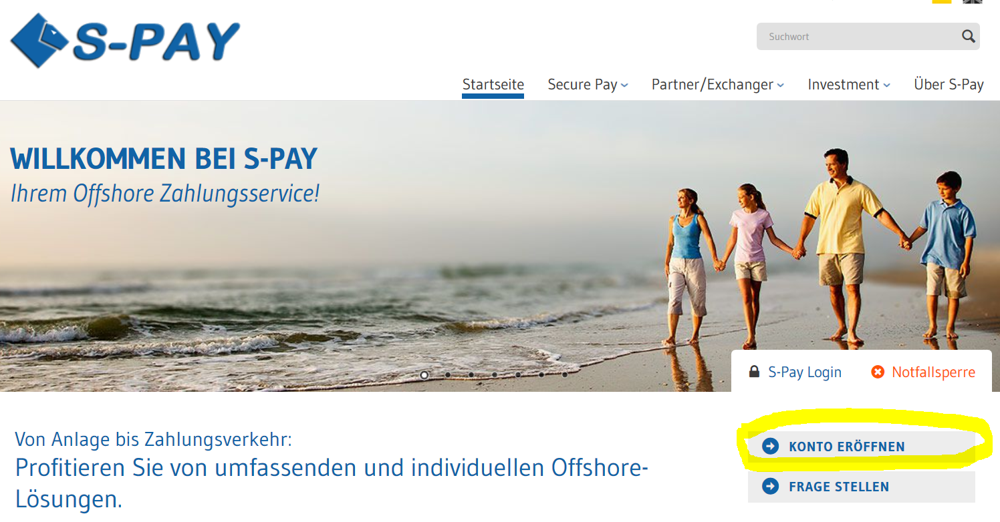 S-PAY
Suchwort
Startseite Secure Pay Partner/Exchanger Investment Über S-Pay
WILLKOMMEN BEI S-PAY
Ihrem Offshore Zahlungsservice!
S-Pay Login Notfallsperre
Von Anlage bis Zahlungsverkehr:
Profitieren Sie von umfassenden und individuellen Offshore-
Lösungen.
KONTO ERÖFFNEN
FRAGE STELLEN